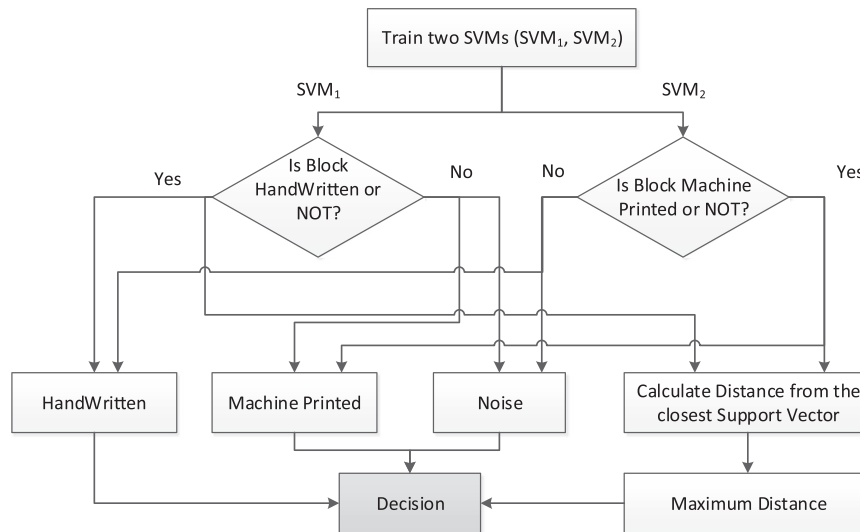 Train two SVMs (SVM₁, SVM₂)
SVM₁
SVM₂
Yes
Is Block
HandWritten or
NOT?
No
No
Is Block Machine
Printed or NOT?
Yes
HandWritten
Machine Printed
Noise
Calculate Distance from the
closest Support Vector
Decision
Maximum Distance